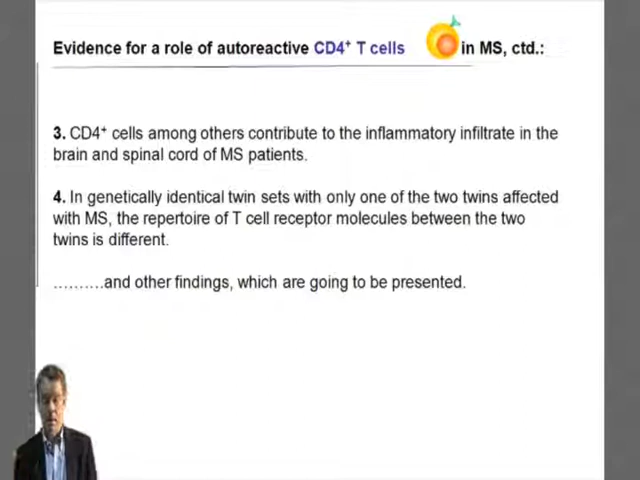 Evidence for a role of autoreactive CD4⁺ T cells in MS, ctd.:
3. CD4⁺ cells among others contribute to the inflammatory infiltrate in the
brain and spinal cord of MS patients.
4. In genetically identical twin sets with only one of the two twins affected
with MS, the repertoire of T cell receptor molecules between the two
twins is different.
..........and other findings, which are going to be presented.